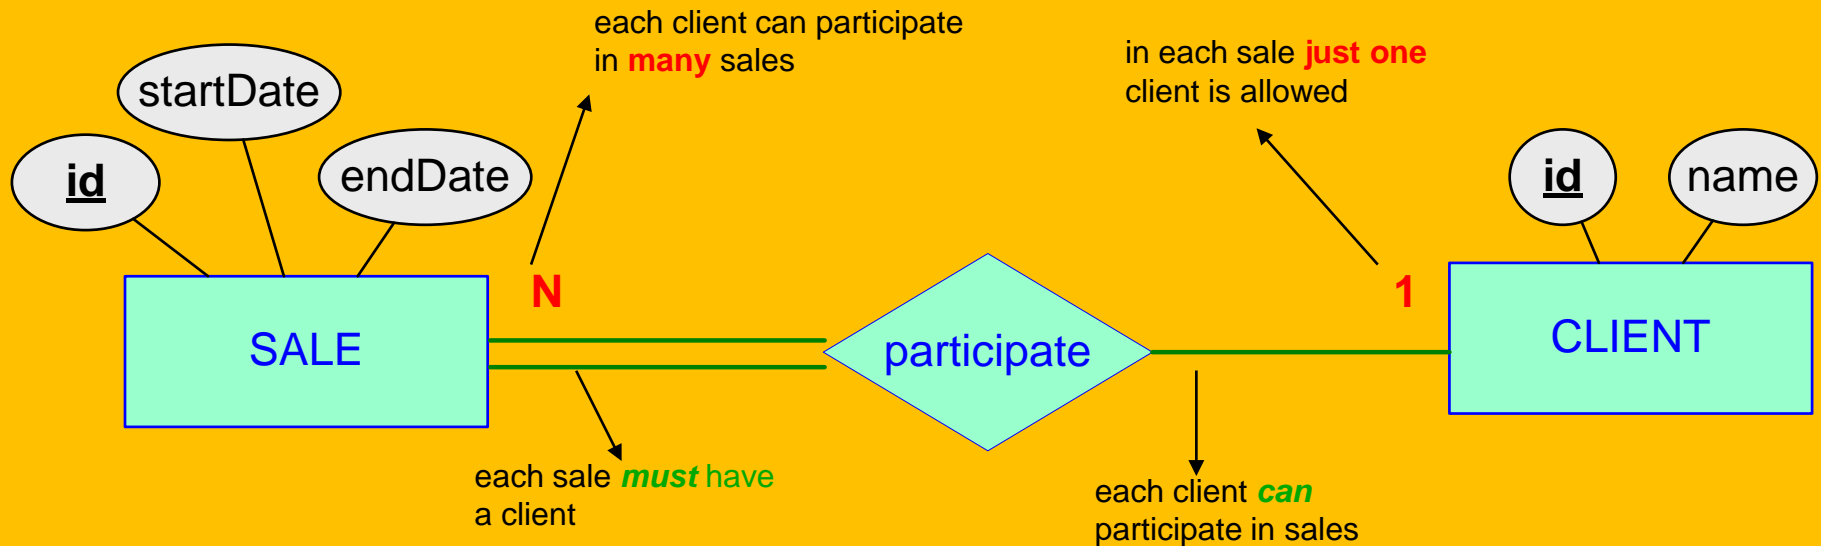 each client can participate
in many sales
in each sale just one
client is allowed
startDate
id
endDate
id
name
N
1
SALE
participate
CLIENT
each sale must have
a client
each client can
participate in sales